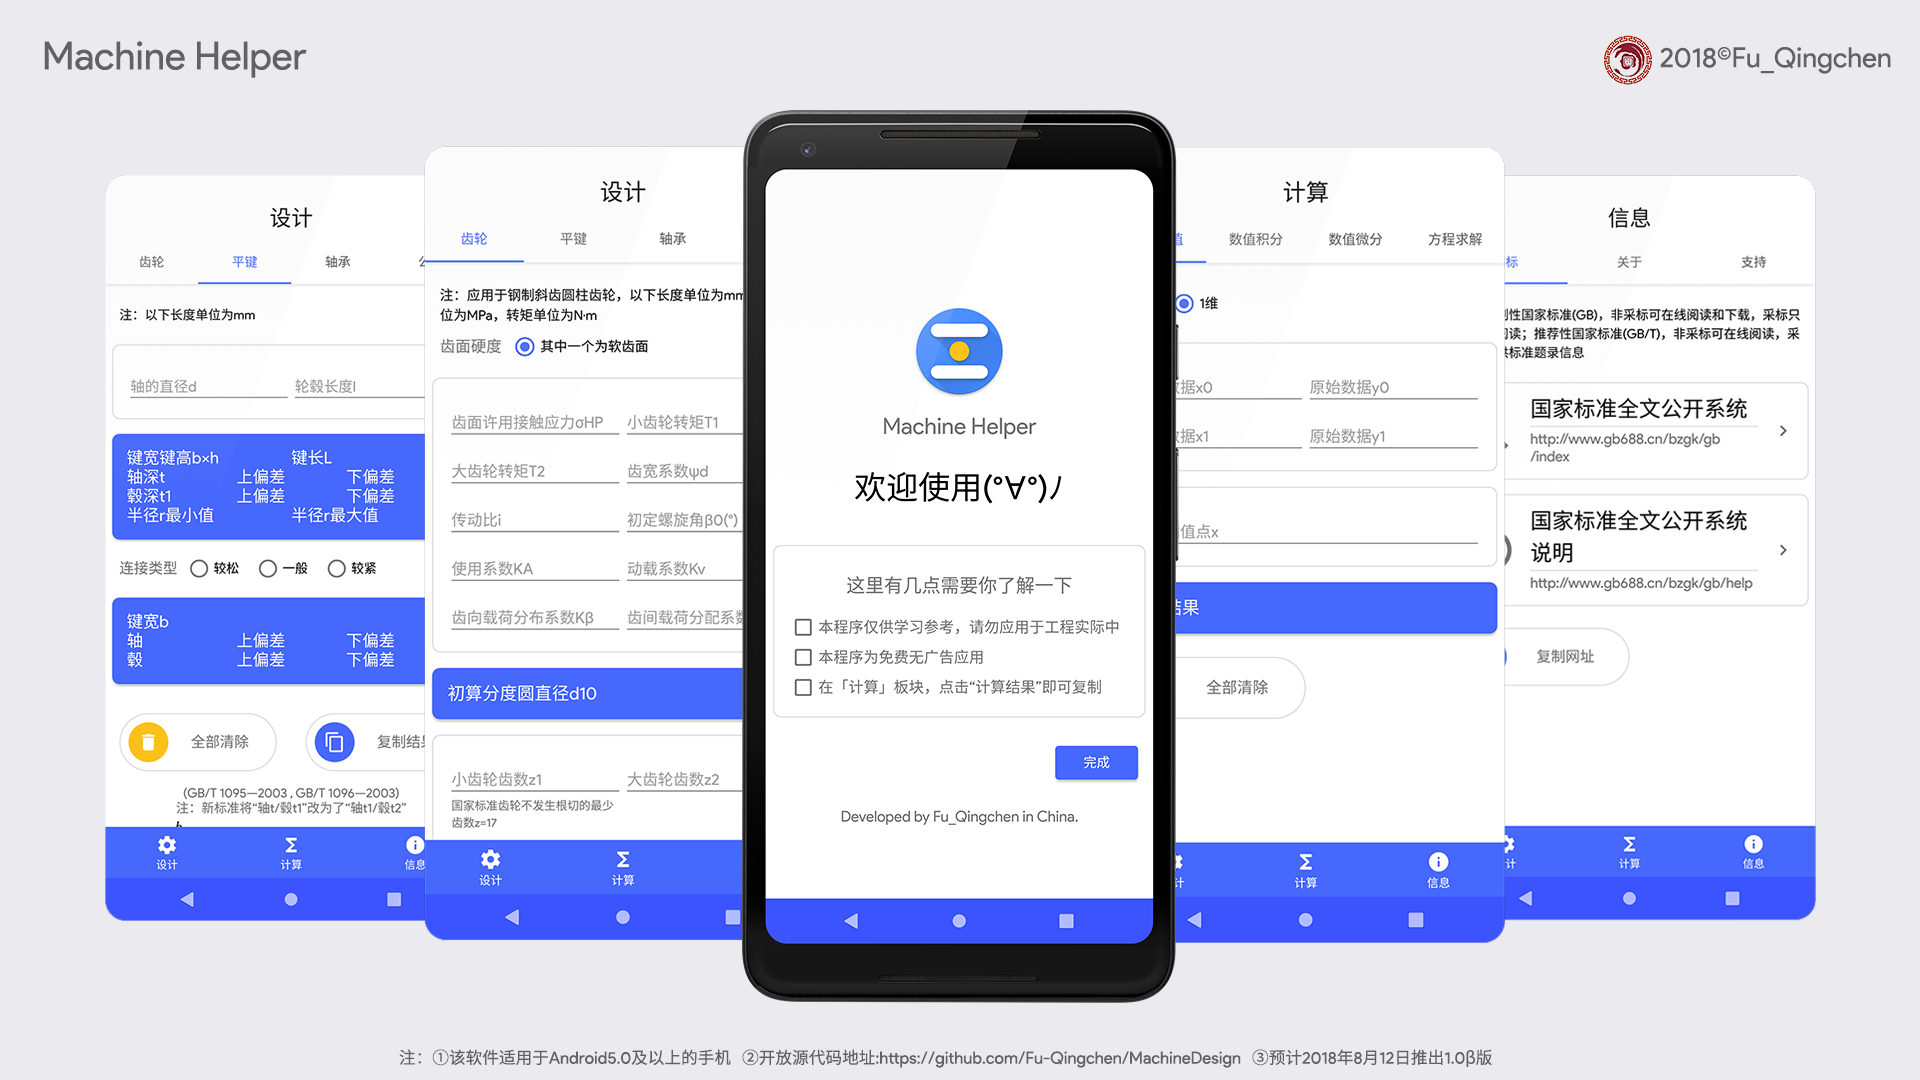 Machine Helper
2018©Fu_Qingchen
设计
齿轮
平键
轴承
注：以下长度单位为mm
轴的直径d
轮毂长度l
键宽键高b×h
键长L
轴深t
上偏差
下偏差
毂深t1
上偏差
下偏差
半径r最小值
半径r最大值
连接类型
较松
一般
较紧
键宽b
轴
上偏差
下偏差
毂
上偏差
下偏差
全部清除
复制结
(GB/T 1095—2003 , GB/T 1096—2003)
注：新标准将“轴t/毂t1”改为了“轴t1/毂t2”
设计
计算
信息
设计
齿轮
平键
轴承
注：应用于钢制斜齿圆柱齿轮，以下长度单位为mm
位为MPa，转矩单位为N·m
齿面硬度
其中一个为软齿面
齿面许用接触应力σHP
小齿轮转矩T1
大齿轮转矩T2
齿宽系数ψd
传动比i
初定螺旋角β0(°)
使用系数KA
动载系数Kv
齿向载荷分布系数Kβ
齿间载荷分配系数
初算分度圆直径d10
小齿轮齿数z1
大齿轮齿数z2
国家标准齿轮不发生根切的最少
齿数z=17
设计
计算
Machine Helper
欢迎使用(°∀°)ﾉ
这里有几点需要你了解一下
本程序仅供学习参考，请勿应用于工程实际中
本程序为免费无广告应用
在「计算」板块，点击“计算结果”即可复制
完成
Developed by Fu_Qingchen in China.
计算
值
数值积分
数值微分
方程求解
1维
据x0
原始数据y0
据x1
原始数据y1
值点x
结果
全部清除
计
计算
信息
信息
标
关于
支持
制性国家标准(GB)，非采标可在线阅读和下载，采标只
阅读；推荐性国家标准(GB/T)，非采标可在线阅读，采
供标准题录信息
国家标准全文公开系统
http://www.gb688.cn/bzgk/gb
/index
国家标准全文公开系统
说明
http://www.gb688.cn/bzgk/gb/help
复制网址
计
计算
信息
注：①该软件适用于Android5.0及以上的手机 ②开放源代码地址:https://github.com/Fu-Qingchen/MachineDesign ③预计2018年8月12日推出1.0β版